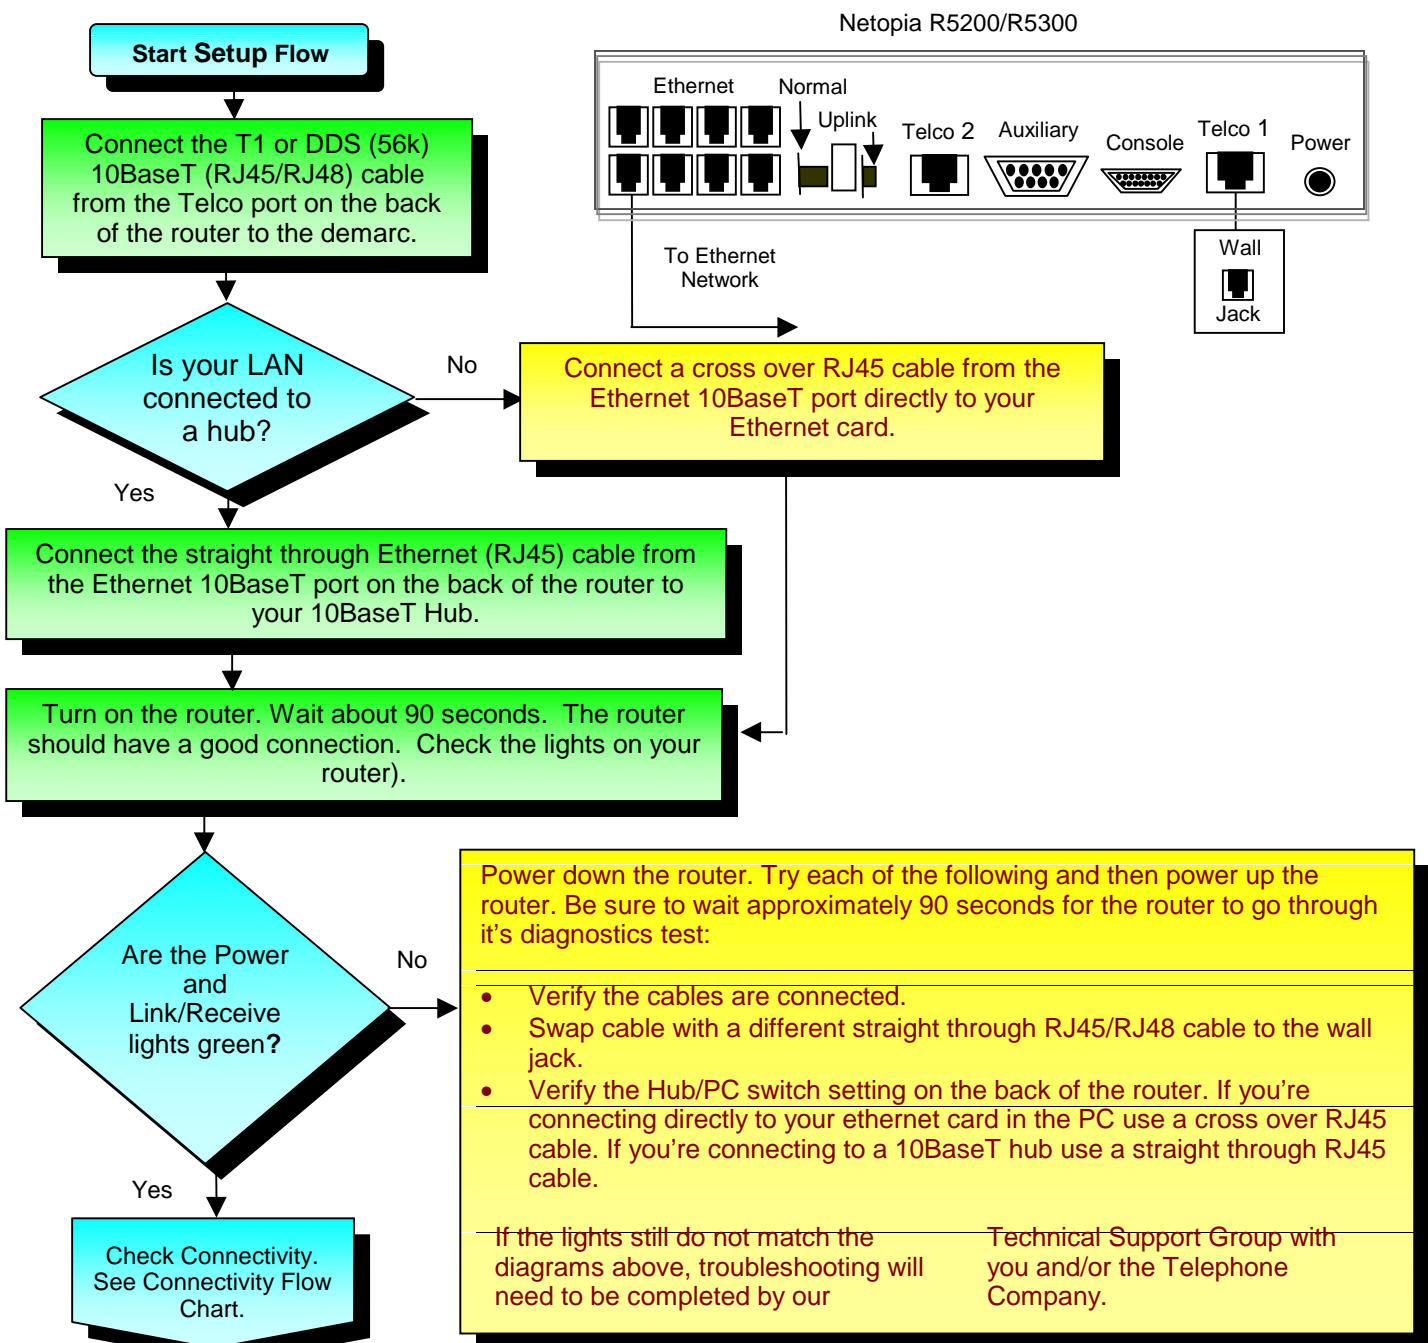 Netopia R5200/R5300
Start Setup Flow
Ethernet
Normal
Uplink
Telco 2
Auxiliary
Console
Telco 1
Power
Connect the T1 or DDS (56k)
10BaseT (RJ45/RJ48) cable
from the Telco port on the back
of the router to the demarc.
To Ethernet
Network
Wall
Jack
Is your LAN
connected to
a hub?
No
Connect a cross over RJ45 cable from the
Ethernet 10BaseT port directly to your
Ethernet card.
Yes
Connect the straight through Ethernet (RJ45) cable from
the Ethernet 10BaseT port on the back of the router to
your 10BaseT Hub.
Turn on the router. Wait about 90 seconds.  The router
should have a good connection.  Check the lights on your
router).
Are the Power
and
Link/Receive
lights green?
No
Power down the router. Try each of the following and then power up the
router. Be sure to wait approximately 90 seconds for the router to go through
it's diagnostics test:
• Verify the cables are connected.
• Swap cable with a different straight through RJ45/RJ48 cable to the wall
jack.
• Verify the Hub/PC switch setting on the back of the router. If you're
connecting directly to your ethernet card in the PC use a cross over RJ45
cable. If you're connecting to a 10BaseT hub use a straight through RJ45
cable.
If the lights still do not match the
diagrams above, troubleshooting will
need to be completed by our
Technical Support Group with
you and/or the Telephone
Company.
Yes
Check Connectivity.
See Connectivity Flow
Chart.